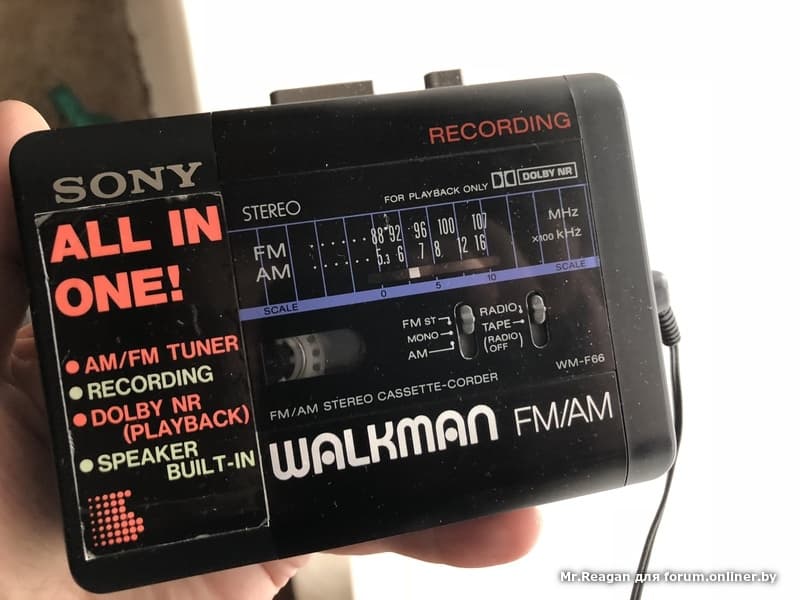 RECORDING
SONY
FOR PLAYBACK ONLY DOLBY NR
STEREO
MHz
X100 kHz
FM 88 92 96 100 107
AM 5.3 6 7 8 12 16
SCALE 0 5 10 SCALE
ALL IN
ONE!
AM/FM TUNER
RECORDING
DOLBY NR
(PLAYBACK)
SPEAKER
BUILT-IN
FM ST
MONO
AM
RADIO
TAPE
(RADIO
OFF)
WM-F66
FM/AM STEREO CASSETTE-CORDER
WALKMAN FM/AM
Mr.Reagan для forum.onliner.by